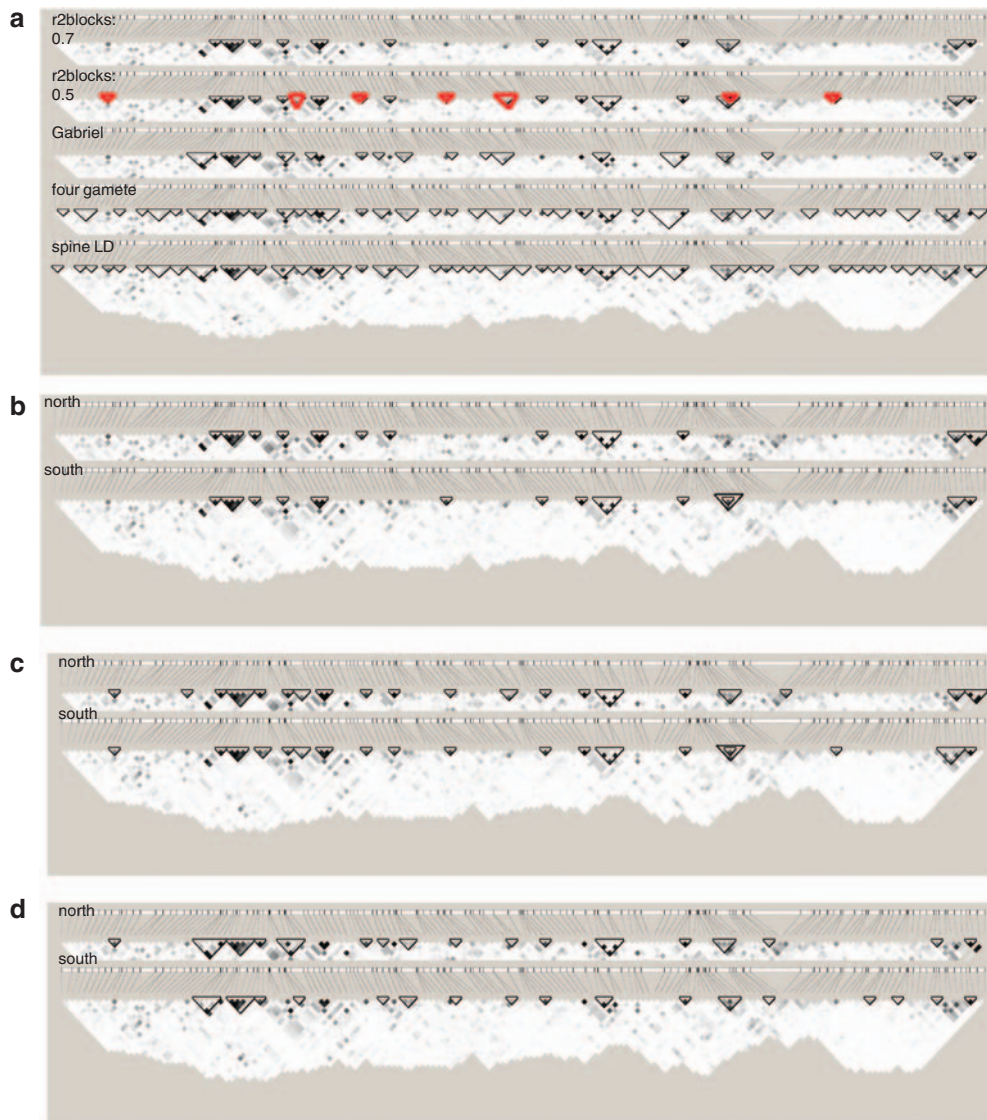 a
r2blocks:
0.7
r2blocks:
0.5
Gabriel
four gamete
spine LD
b
north
south
c
north
south
d
north
south